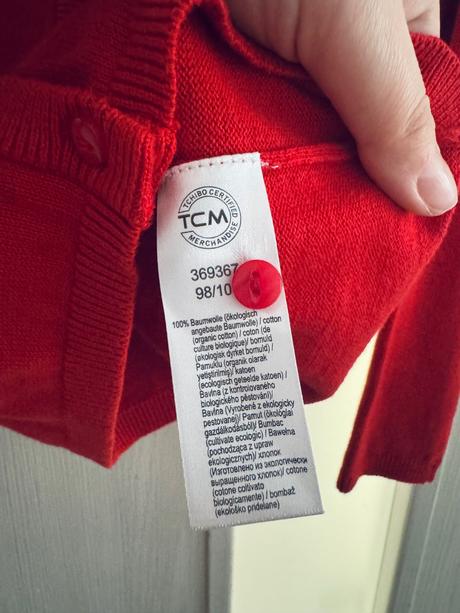 TCHIBO CERTIFIED
TCM
MERCHANDISE
369367
98/10
100% Baumwolle (ökologisch
angebaute Baumwolle) / cotton
(organic cotton) / coton (de
culture biologique)/ bomuld /
(økologisk dyrket bomuld) /
Pamuklu (organik olarak
yetiştirilmiş)/ katoen
(ecologisch geteelde katoen) /
Bavlna (z kontrolovaného
biologického pěstování)/
Bavlna (Vyrobené z ekologicky
pestovanej)/ Pamut (ökológiai
gazdálkodásból)/ Bumbac
(cultivate ecologic) / Bawełna
(pochodząca z upraw
ekologicznych)/ хлопок
(Изготовлено из экологически
выращенного хлопок)/ cotone
(cotone coltivato
biologicamente) / bombaž
(ekološko pridelane)